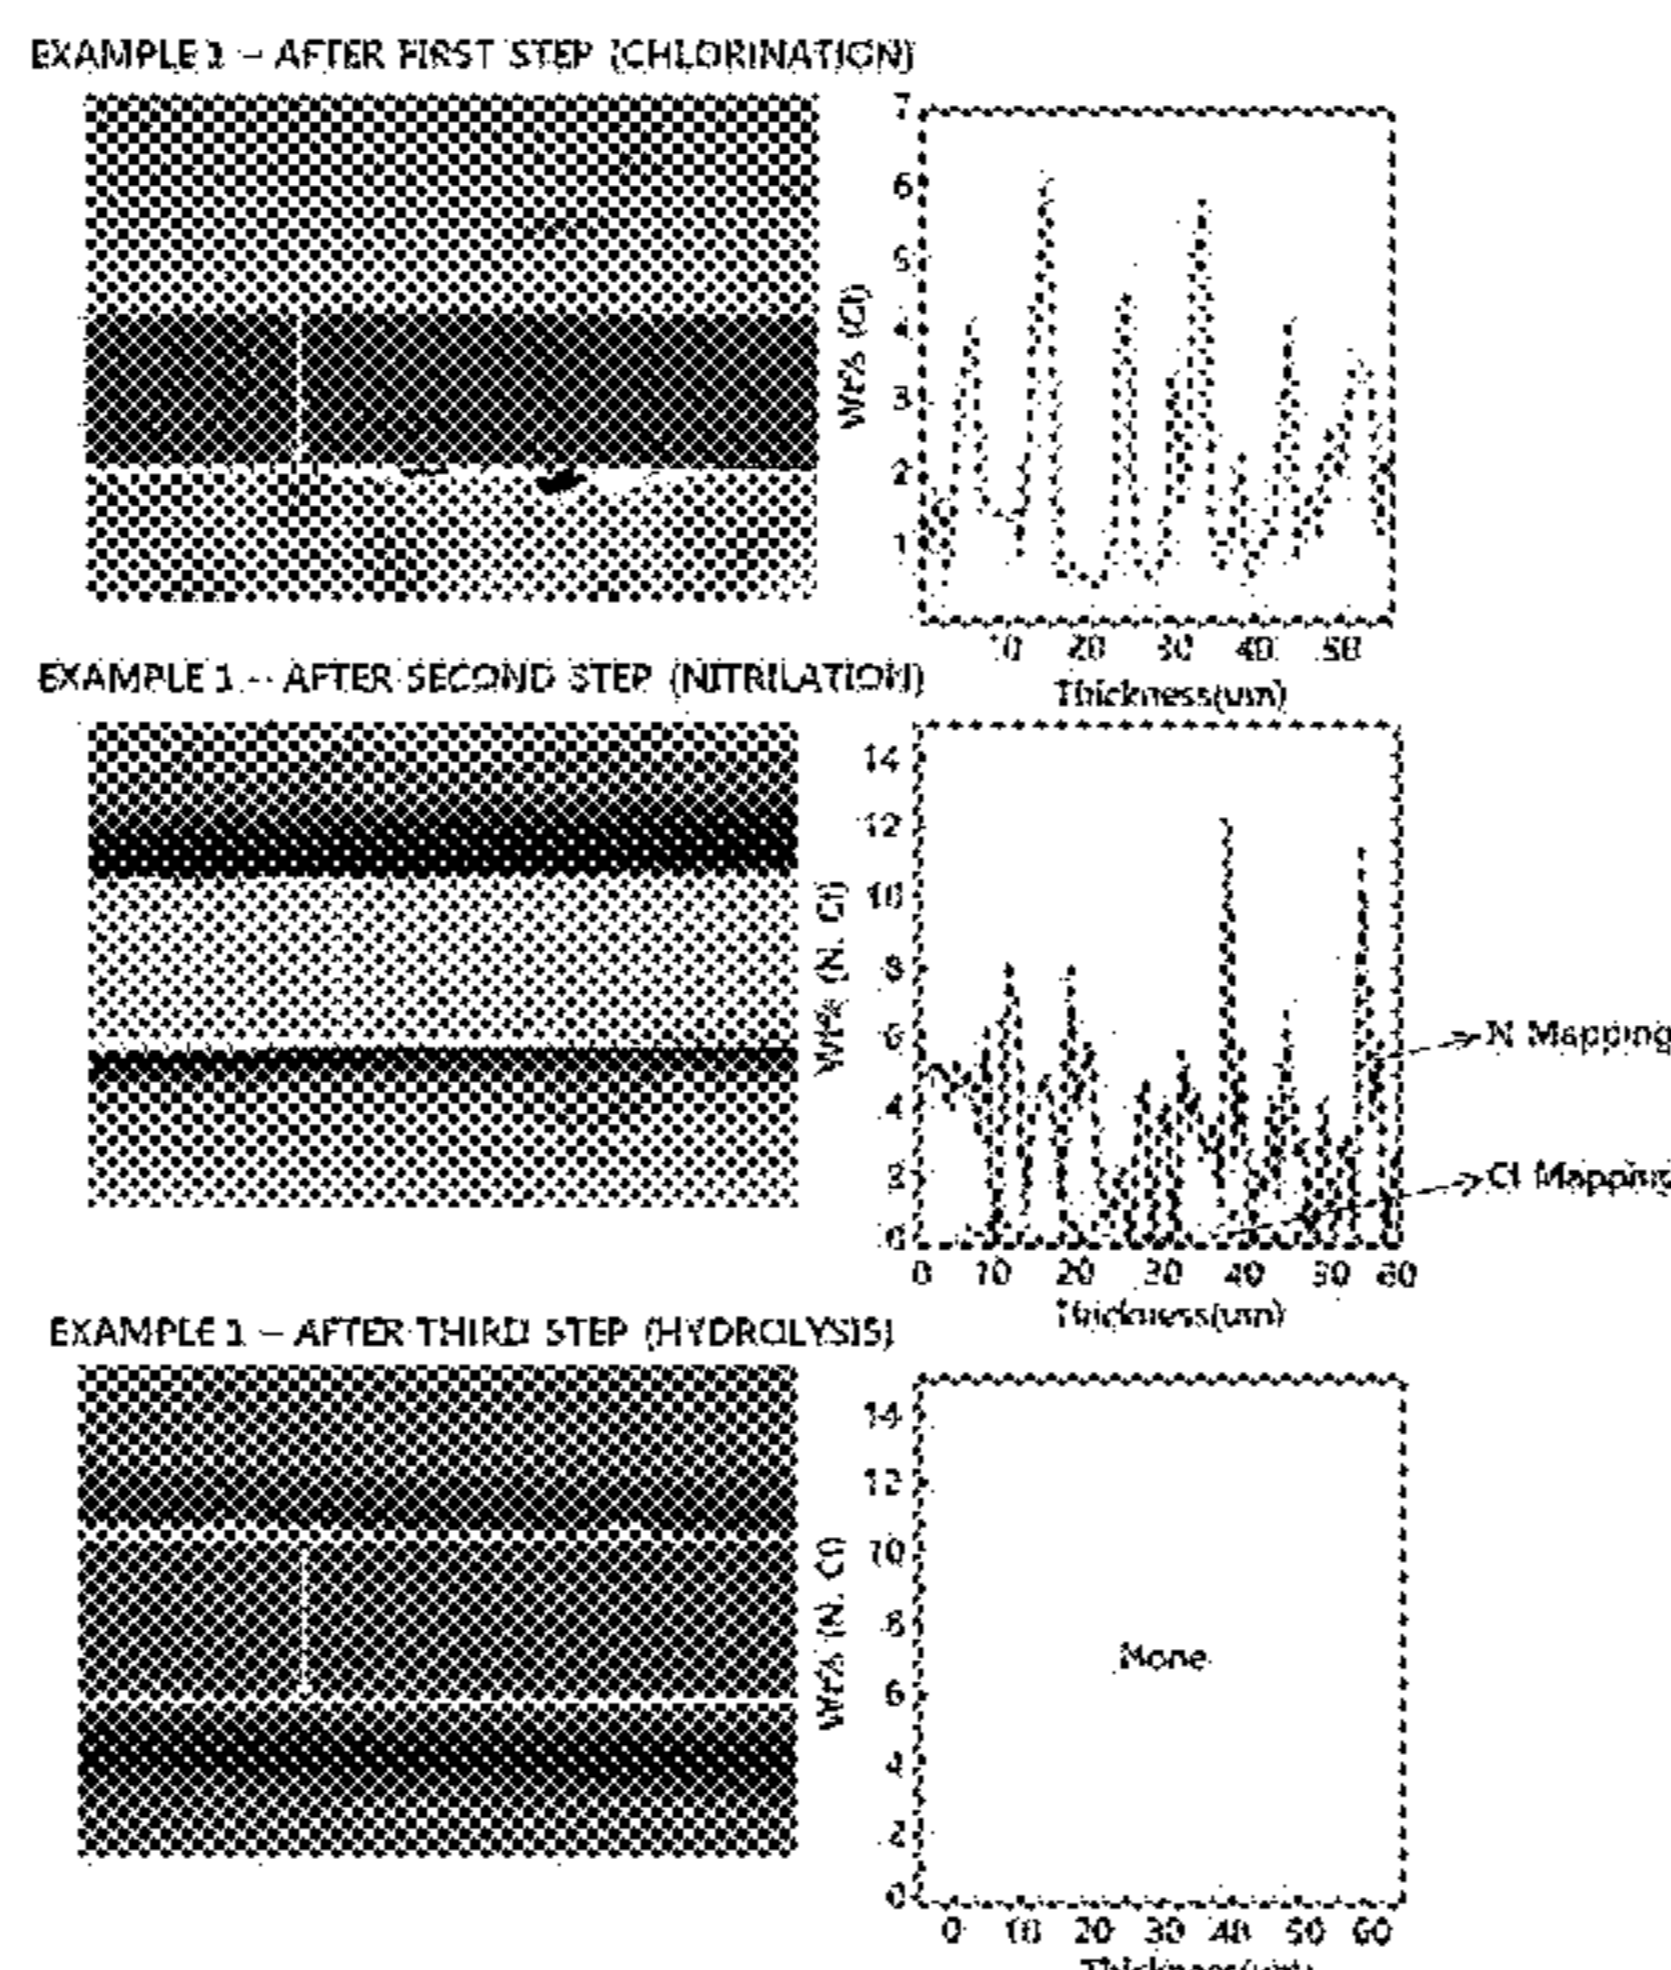 EXAMPLE 1 – AFTER FIRST STEP (CHLORINATION)
Wt% (Cl)
7
6
5
4
3
2
1
10 20 30 40 50
Thickness(um)
EXAMPLE 1 – AFTER SECOND STEP (NITRILATION)
Wt% (N. Cl)
14
12
10
8
6
4
2
0
N Mapping
Cl Mapping
0 10 20 30 40 50 60
Thickness(um)
EXAMPLE 1 – AFTER THIRD STEP (HYDROLYSIS)
Wt% (N. Cl)
14
12
10
8
6
4
2
0
None
0 10 20 30 40 50 60
Thickness(um)